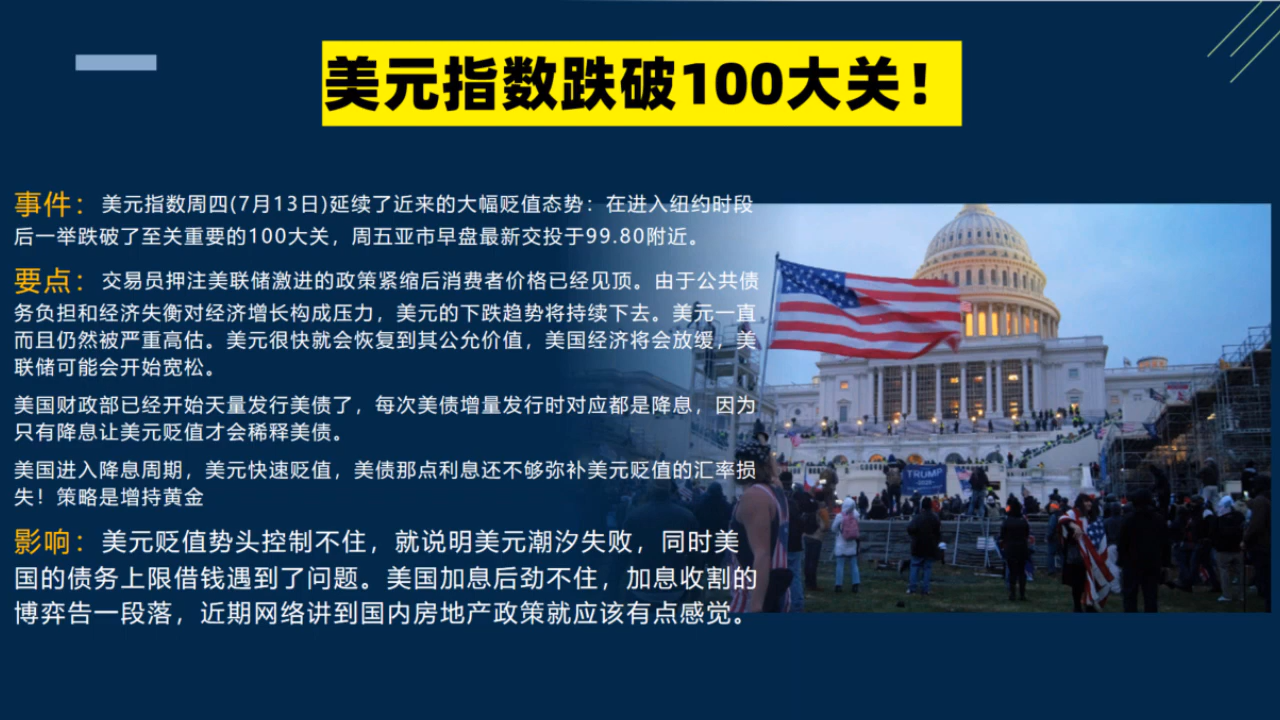 美元指数跌破100大关！
事件：美元指数周四(7月13日)延续了近来的大幅贬值态势：在进入纽约时段
后一举跌破了至关重要的100大关，周五亚市早盘最新交投于99.80附近。
要点：交易员押注美联储激进的政策紧缩后消费者价格已经见顶。由于公共债
务负担和经济失衡对经济增长构成压力，美元的下跌趋势将持续下去。美元一直
而且仍然被严重高估。美元很快就会恢复到其公允价值，美国经济将会放缓，美
联储可能会开始宽松。
美国财政部已经开始天量发行美债了，每次美债增量发行时对应都是降息，因为
只有降息让美元贬值才会稀释美债。
美国进入降息周期，美元快速贬值，美债那点利息还不够弥补美元贬值的汇率损
失！策略是增持黄金
影响：美元贬值势头控制不住，就说明美元潮汐失败，同时美
国的债务上限借钱遇到了问题。美国加息后劲不住，加息收割的
博弈告一段落，近期网络讲到国内房地产政策就应该有点感觉。
TRUMP